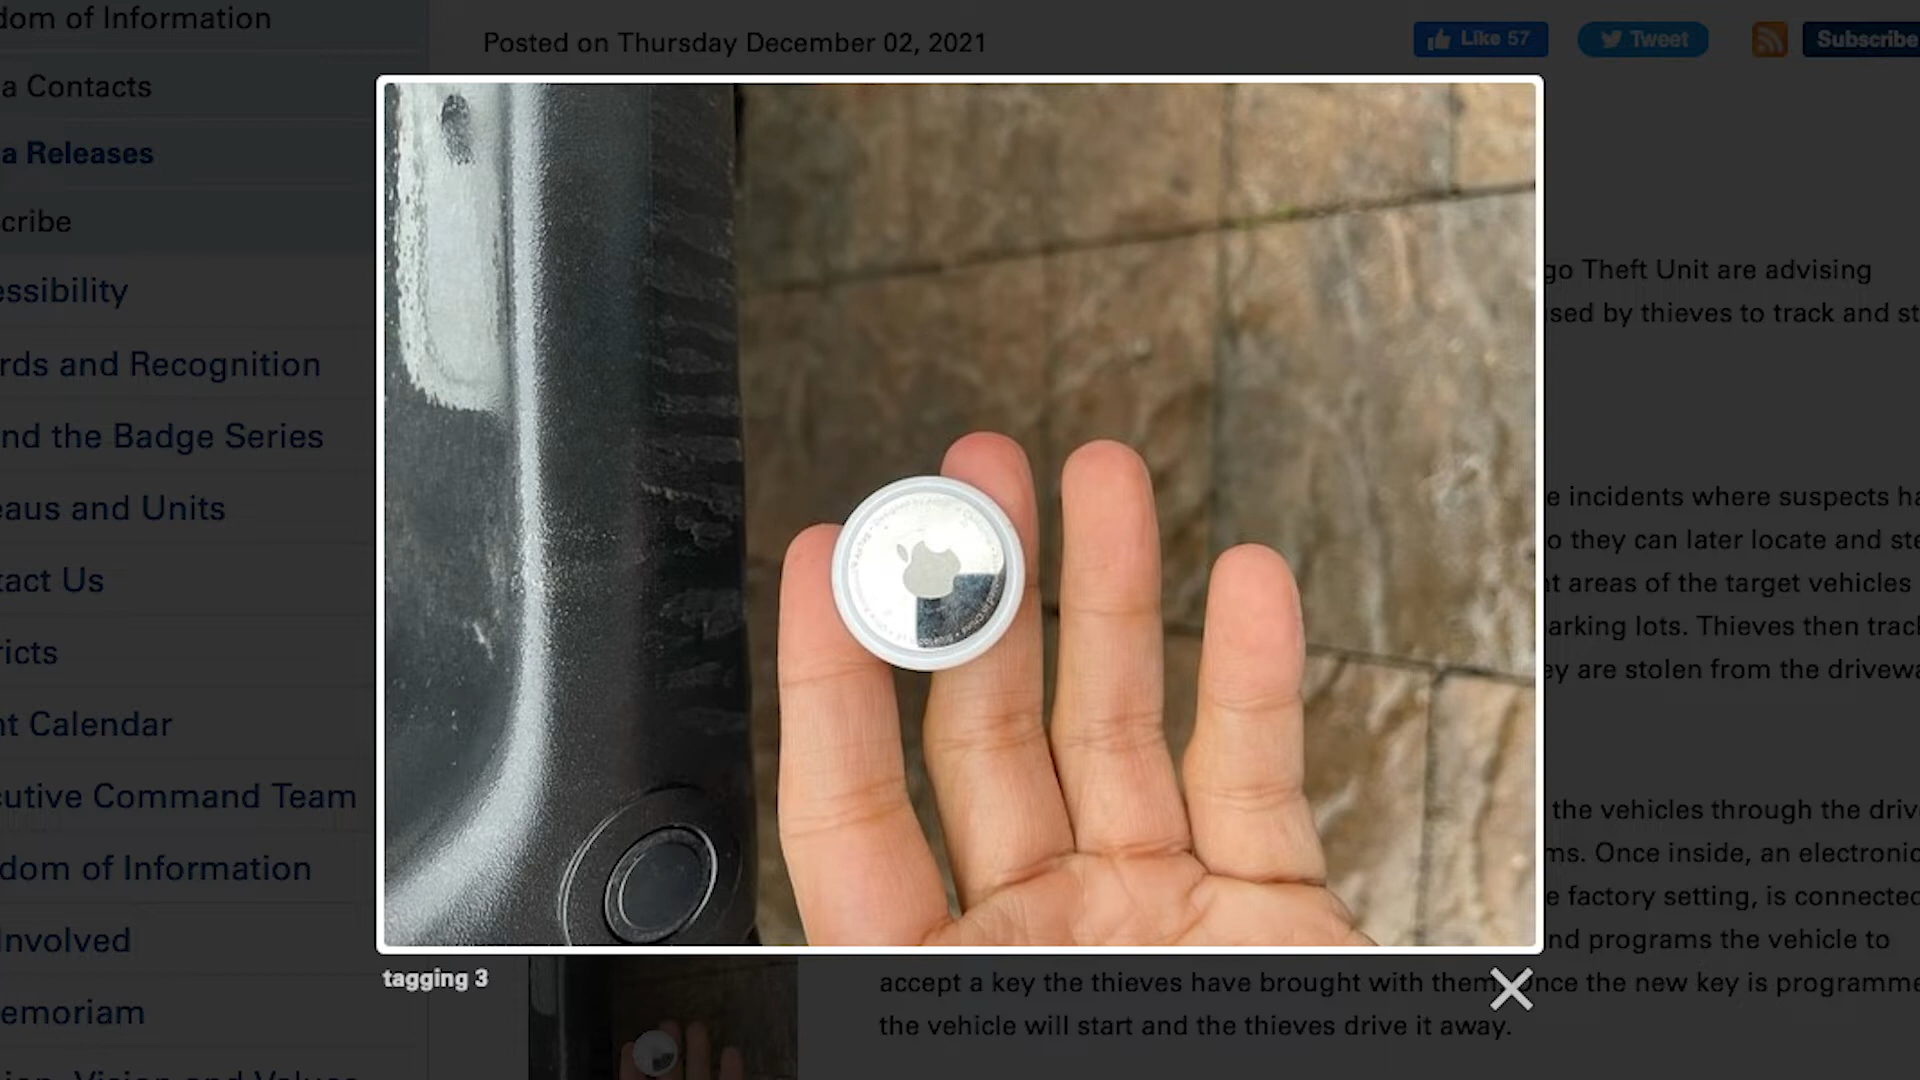 dom of Information
a Contacts
a Releases
cribe
essibility
rds and Recognition
nd the Badge Series
eaus and Units
tact Us
ricts
nt Calendar
cutive Command Team
dom of Information
Involved
emoriam
Posted on Thursday December 02, 2021
Like 57
Tweet
Subscribe
go Theft Unit are advising
sed by thieves to track and st
e incidents where suspects ha
o they can later locate and ste
nt areas of the target vehicles
arking lots. Thieves then trac
ey are stolen from the drivewa
the vehicles through the driv
ms. Once inside, an electronic
e factory setting, is connected
nd programs the vehicle to
accept a key the thieves have brought with them
nce the new key is programme
the vehicle will start and the thieves drive it away.
tagging 3